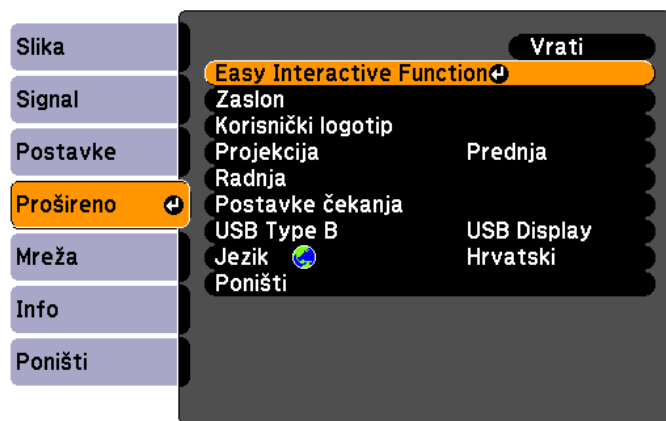 Slika
Signal
Postavke
Prošireno
Mreža
Info
Poništi
Vrati
Easy Interactive Function
Zaslon
Korisnički logotip
Projekcija Prednja
Radnja
Postavke čekanja
USB Type B USB Display
Jezik Hrvatski
Poništi